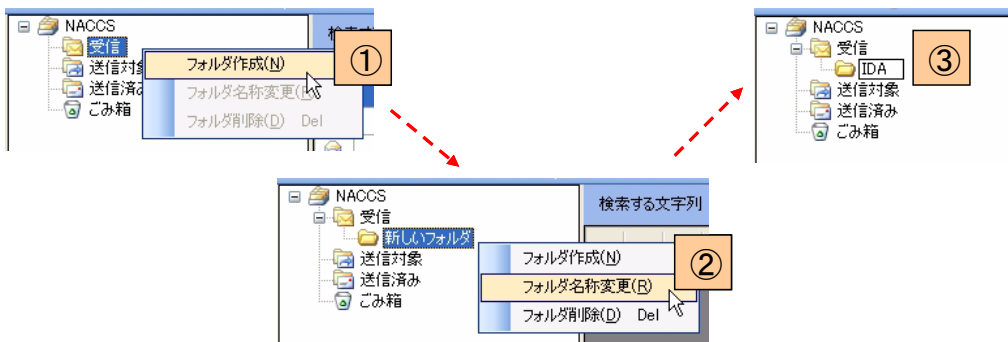 NACCS
受信
送信対象
送信済み
ごみ箱
フォルダ作成(N)
フォルダ名称変更(R)
フォルダ削除(D) Del
①
NACCS
受信
新しいフォルダ
送信対象
送信済み
ごみ箱
検索する文字列
フォルダ作成(N)
フォルダ名称変更(R)
フォルダ削除(D) Del
②
NACCS
受信
IDA
送信対象
送信済み
ごみ箱
③